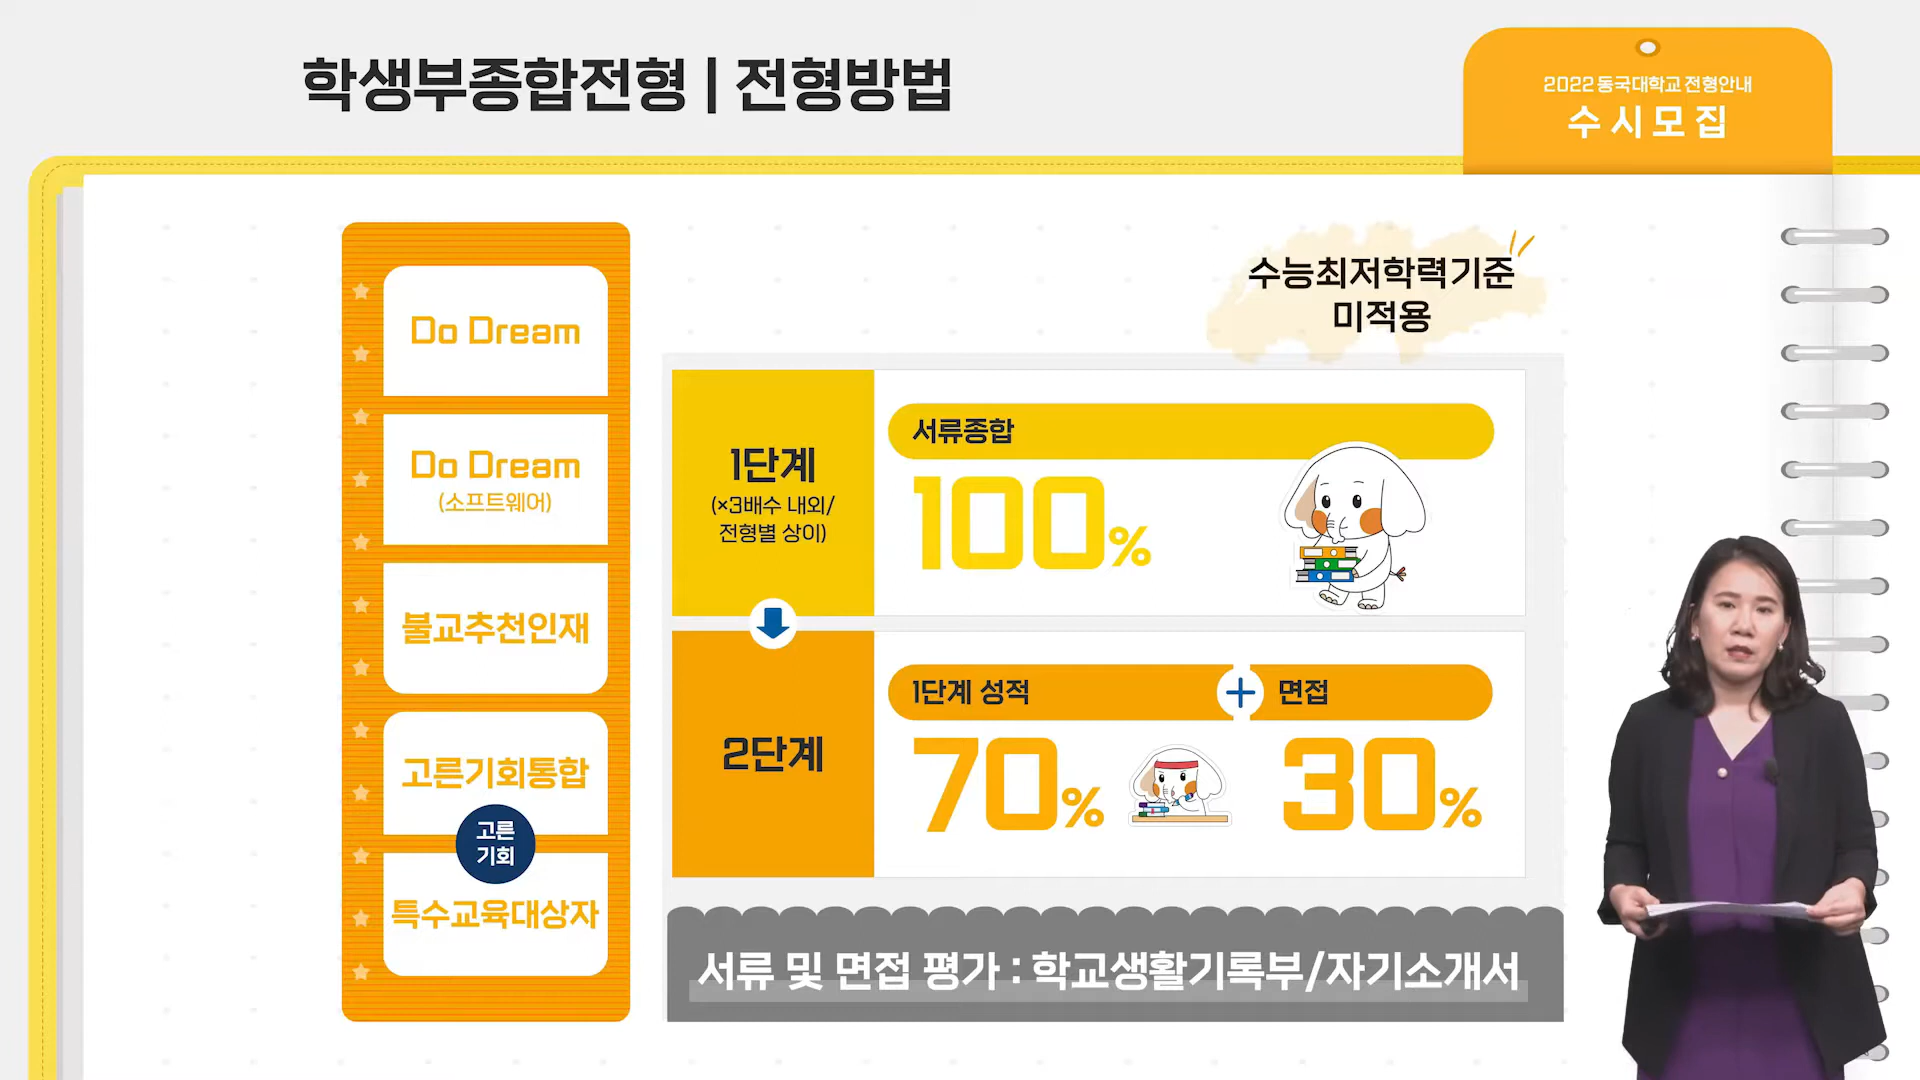 학생부종합전형 | 전형방법
2022 동국대학교 전형안내
수시모집
Do Dream
Do Dream
(소프트웨어)
불교추천인재
고른기회통합
고른
기회
특수교육대상자
수능최저학력기준
미적용
1단계
(×3배수 내외/
전형별 상이)
서류종합
100%
2단계
1단계 성적 + 면접
70% 30%
서류 및 면접 평가 : 학교생활기록부/자기소개서